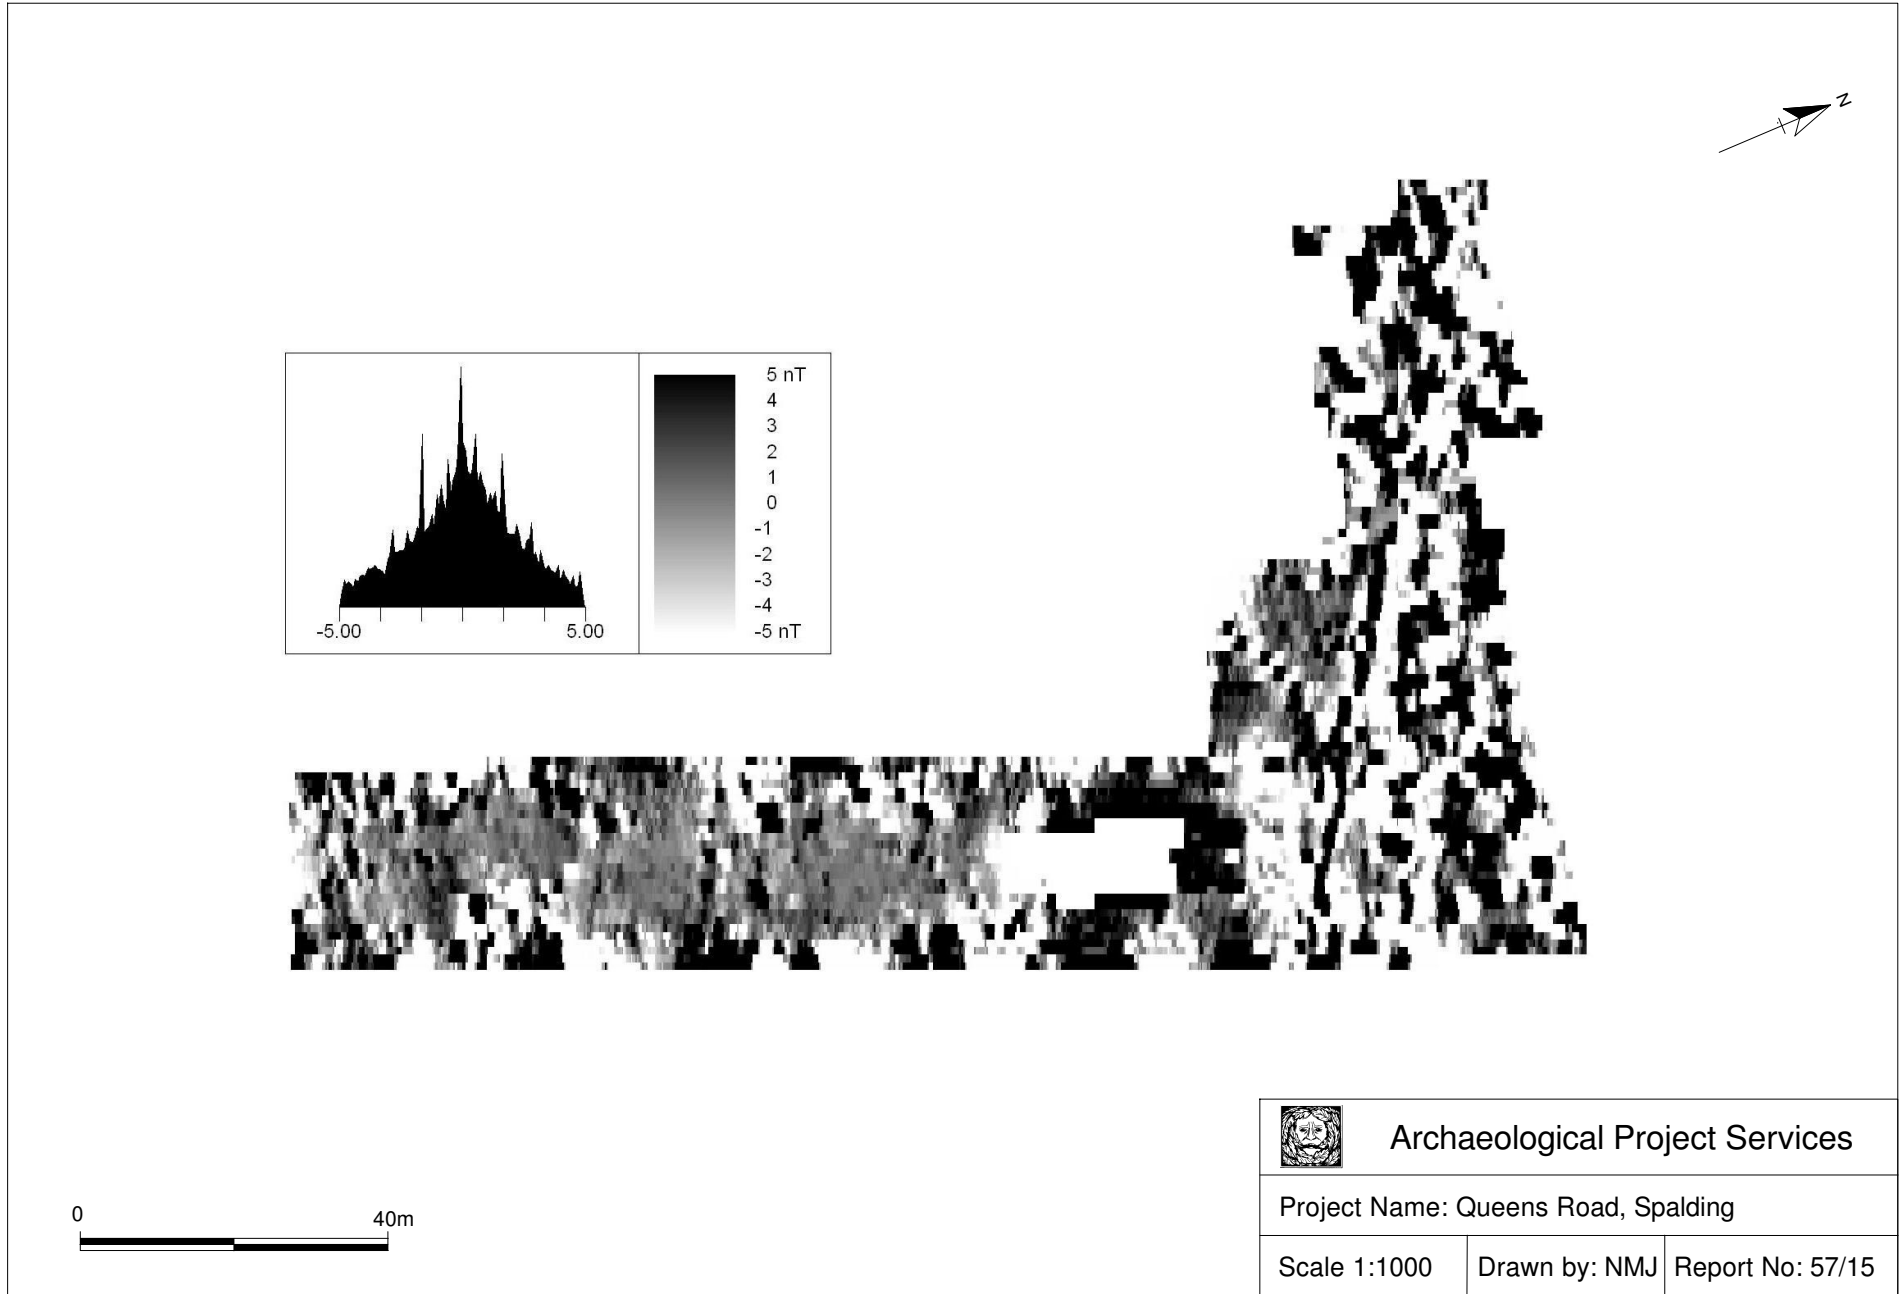 N
5 nT
4
3
2
1
0
-1
-2
-3
-4
-5 nT
-5.00 5.00
0 40m
Archaeological Project Services
Project Name: Queens Road, Spalding
Scale 1:1000 Drawn by: NMJ Report No: 57/15